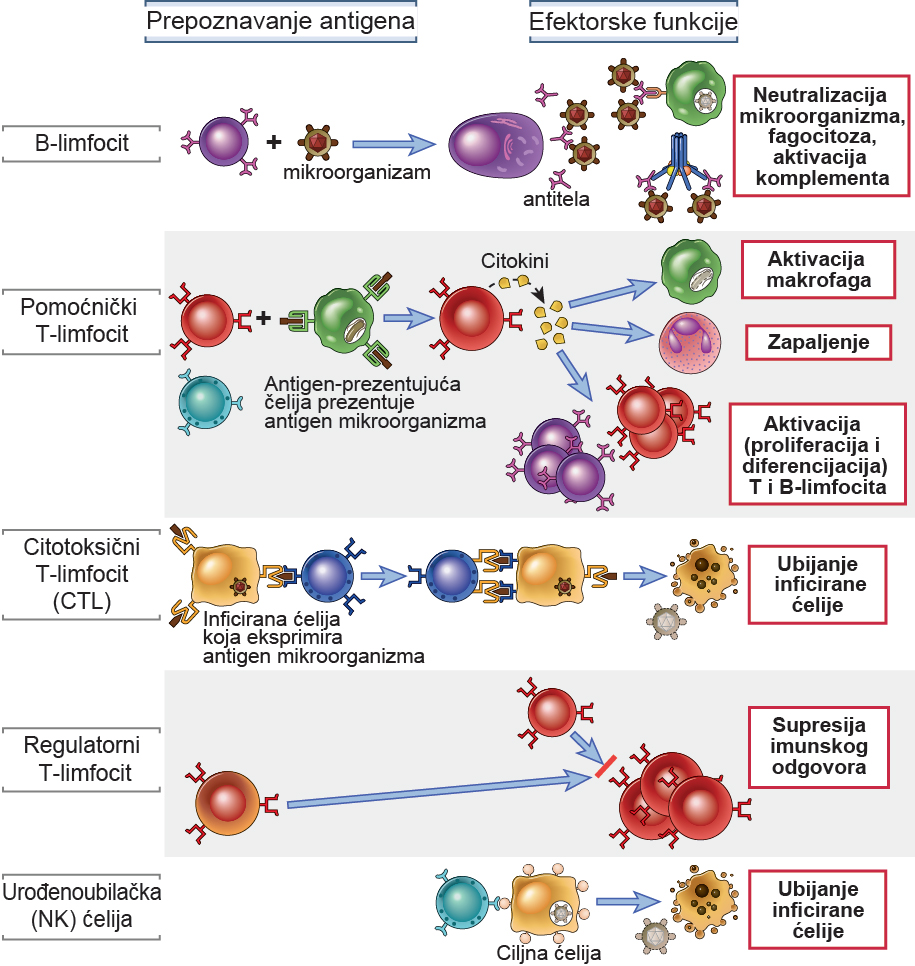 Prepoznavanje antigena
Efektorske funkcije
B-limfocit
+
mikroorganizam
antitela
Neutralizacija
mikroorganizma,
fagocitoza,
aktivacija
komplementa
Pomoćnički
T-limfocit
+
Antigen-prezentujuća
čelija prezentuje
antigen mikroorganizma
Citokini
Aktivacija
makrofaga
Zapaljenje
Aktivacija
(proliferacija i
diferencijacija)
T i B-limfocita
Citotoksični
T-limfocit
(CTL)
Inficirana ćelija
koja eksprimira
antigen mikroorganizma
Ubijanje
inficirane
ćelije
Regulatorni
T-limfocit
Supresija
imunskog
odgovora
Urođenoubilačka
(NK) ćelija
Ciljna ćelija
Ubijanje
inficirane
ćelije